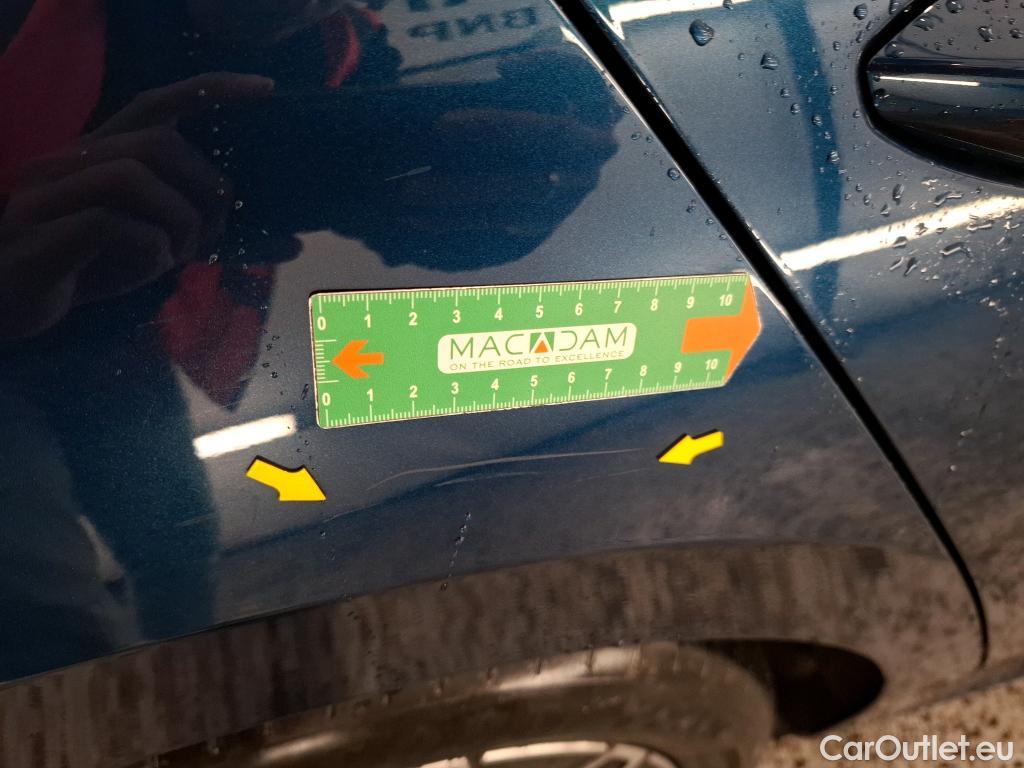 BNP
0 1 2 3 4 5 6 7 8 9 10
MACADAM
ON THE ROAD TO EXCELLENCE
0 1 2 3 4 5 6 7 8 9 10
CarOutlet.eu